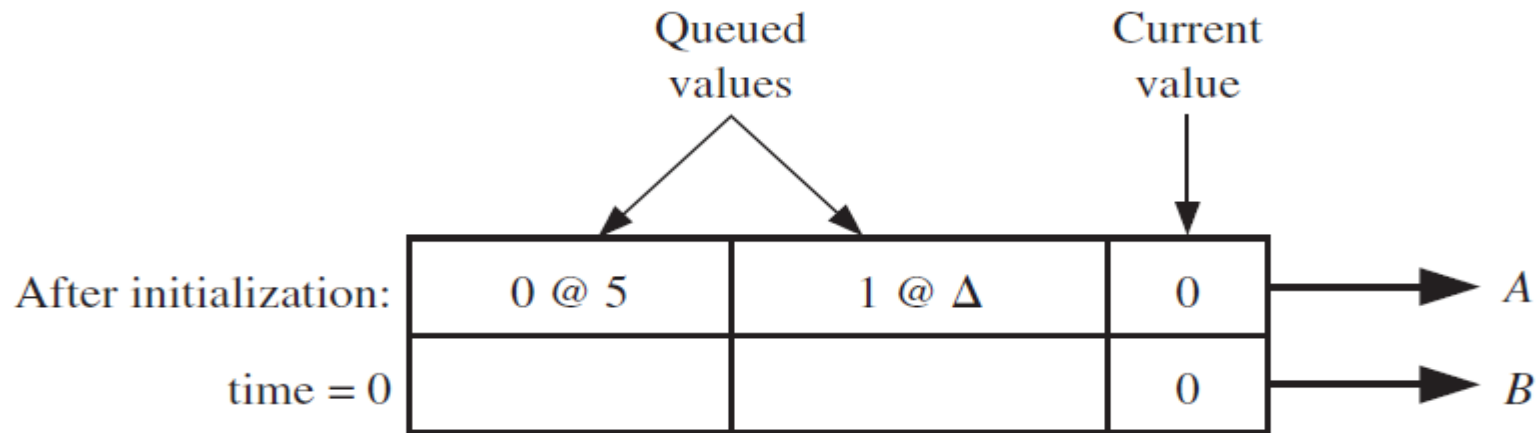 Queued Current
values value
After initialization: 0 @ 5 1 @ Δ 0 A
time = 0 0 B